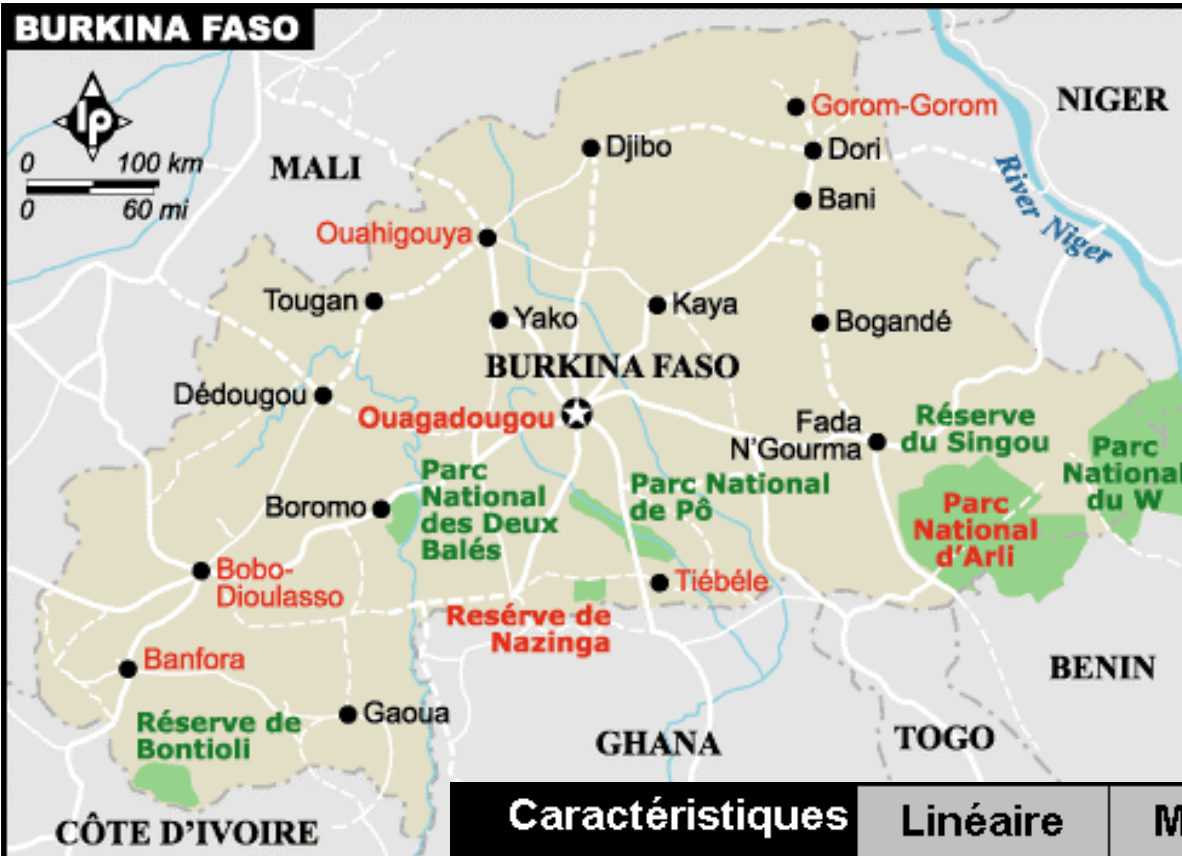 BURKINA FASO
lp
0 100 km
0 60 mi
MALI
NIGER
Gorom-Gorom
Djibo
Dori
Bani
River Niger
Ouahigouya
Tougan
Yako
Kaya
Bogandé
BURKINA FASO
Dédougou
Ouagadougou
Fada
N'Gourma
Réserve
du Singou
Parc
National
du W
Parc
National
des Deux
Balés
Parc National
de Pô
Boromo
Parc
National
d'Arli
Bobo-
Dioulasso
Tiébéle
Resérve de
Nazinga
Banfora
BENIN
Réserve de
Bontioli
Gaoua
GHANA
TOGO
CÔTE D'IVOIRE
Caractéristiques Linéaire M